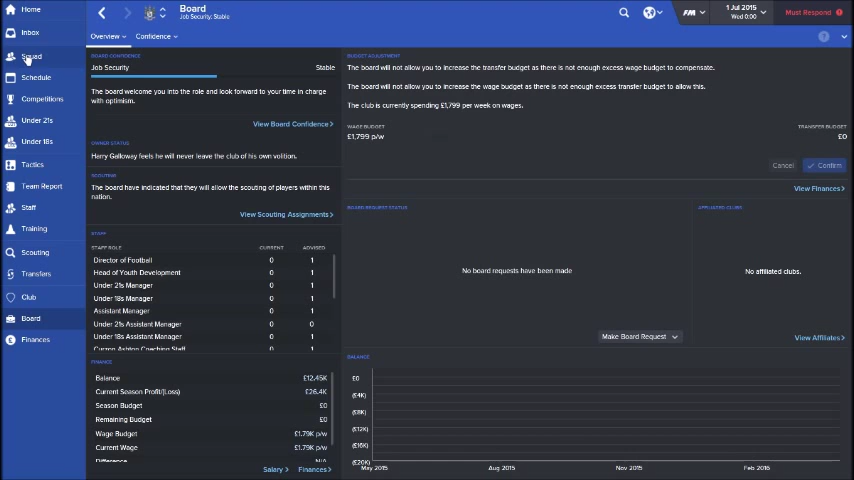 Home
Inbox
Squad
Schedule
Competitions
Under 21s
Under 18s
Tactics
Team Report
Staff
Training
Scouting
Transfers
Club
Board
Finances
Board
Job Security: Stable
FM
1 Jul 2015
Wed 0:00
Must Respond
Overview
Confidence
BOARD CONFIDENCE
Job Security
Stable
The board welcome you into the role and look forward to your time in charge
with optimism.
View Board Confidence>
OWNER STATUS
Harry Galloway feels he will never leave the club of his own volition.
SCOUTING
The board have indicated that they will allow the scouting of players within this
nation.
View Scouting Assignments>
STAFF
STAFF ROLE CURRENT ADVISED
Director of Football 0 1
Head of Youth Development 0 1
Under 21s Manager 0 1
Under 18s Manager 0 1
Assistant Manager 0 1
Under 21s Assistant Manager 0 0
Under 18s Assistant Manager 0 1
Curzon Ashton Coaching Staff 1
FINANCE
Balance £12.45K
Current Season Profit/(Loss) £26.4K
Season Budget £0
Remaining Budget £0
Wage Budget £1.79K p/w
Current Wage £1.79K p/w
Difference N/A
Salary > Finances>
BUDGET ADJUSTMENT
The board will not allow you to increase the transfer budget as there is not enough excess wage budget to compensate.
The board will not allow you to increase the wage budget as there is not enough excess transfer budget to allow this.
The club is currently spending £1,799 per week on wages.
WAGE BUDGET TRANSFER BUDGET
£1,799 p/w £0
Cancel Confirm
View Finances>
BOARD REQUEST STATUS
No board requests have been made
Make Board Request
AFFILIATED CLUBS
No affiliated clubs.
View Affiliates>
BALANCE
£0
(£4K)
(£8K)
(£12K)
(£16K)
(£20K)
May 2015 Aug 2015 Nov 2015 Feb 2016